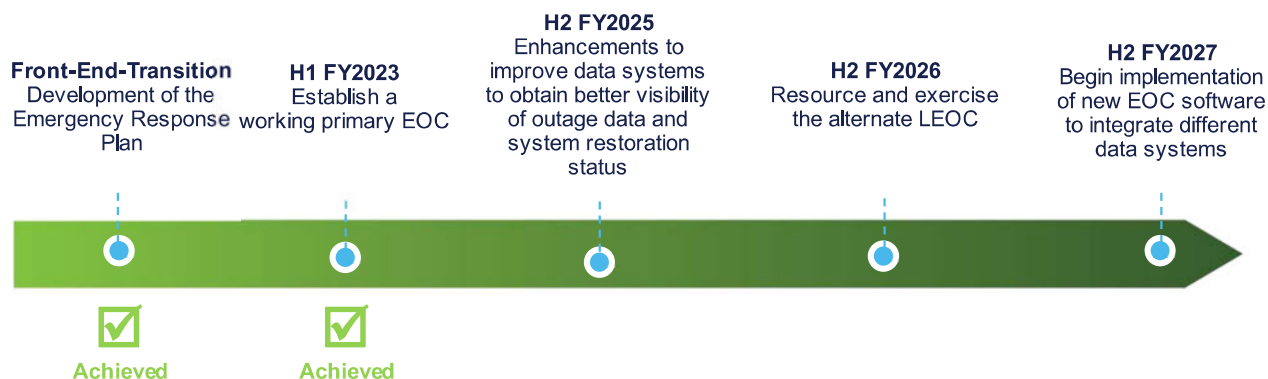 Front-End-Transition
Development of the
Emergency Response
Plan
H1 FY2023
Establish a
working primary EOC
H2 FY2025
Enhancements to
improve data systems
to obtain better visibility
of outage data and
system restoration
status
H2 FY2026
Resource and exercise
the alternate LEOC
H2 FY2027
Begin implementation
of new EOC software
to integrate different
data systems
Achieved
Achieved